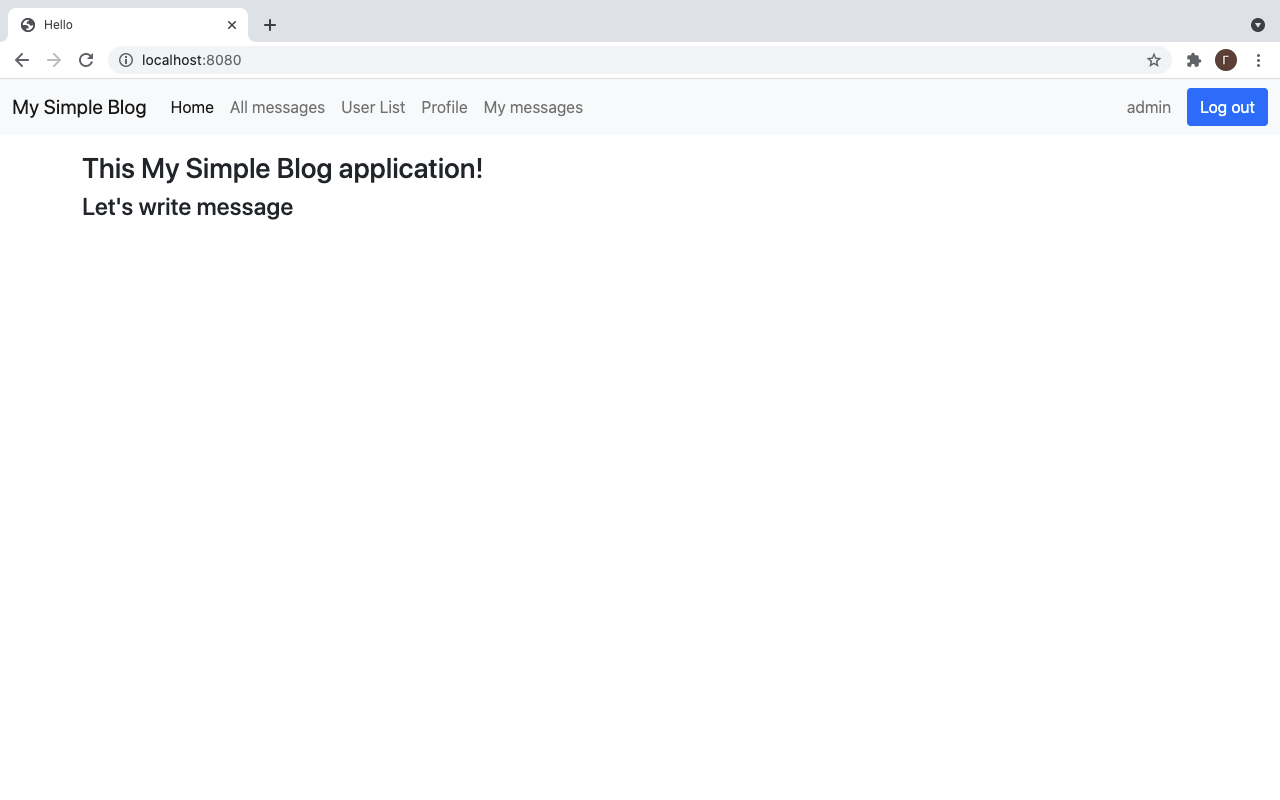 Hello
localhost:8080
Г
My Simple Blog Home All messages User List Profile My messages admin Log out
This My Simple Blog application!
Let's write message